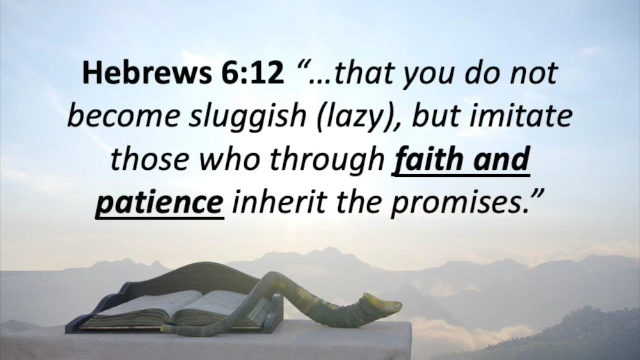 Hebrews 6:12 “…that you do not
become sluggish (lazy), but imitate
those who through faith and
patience inherit the promises.”